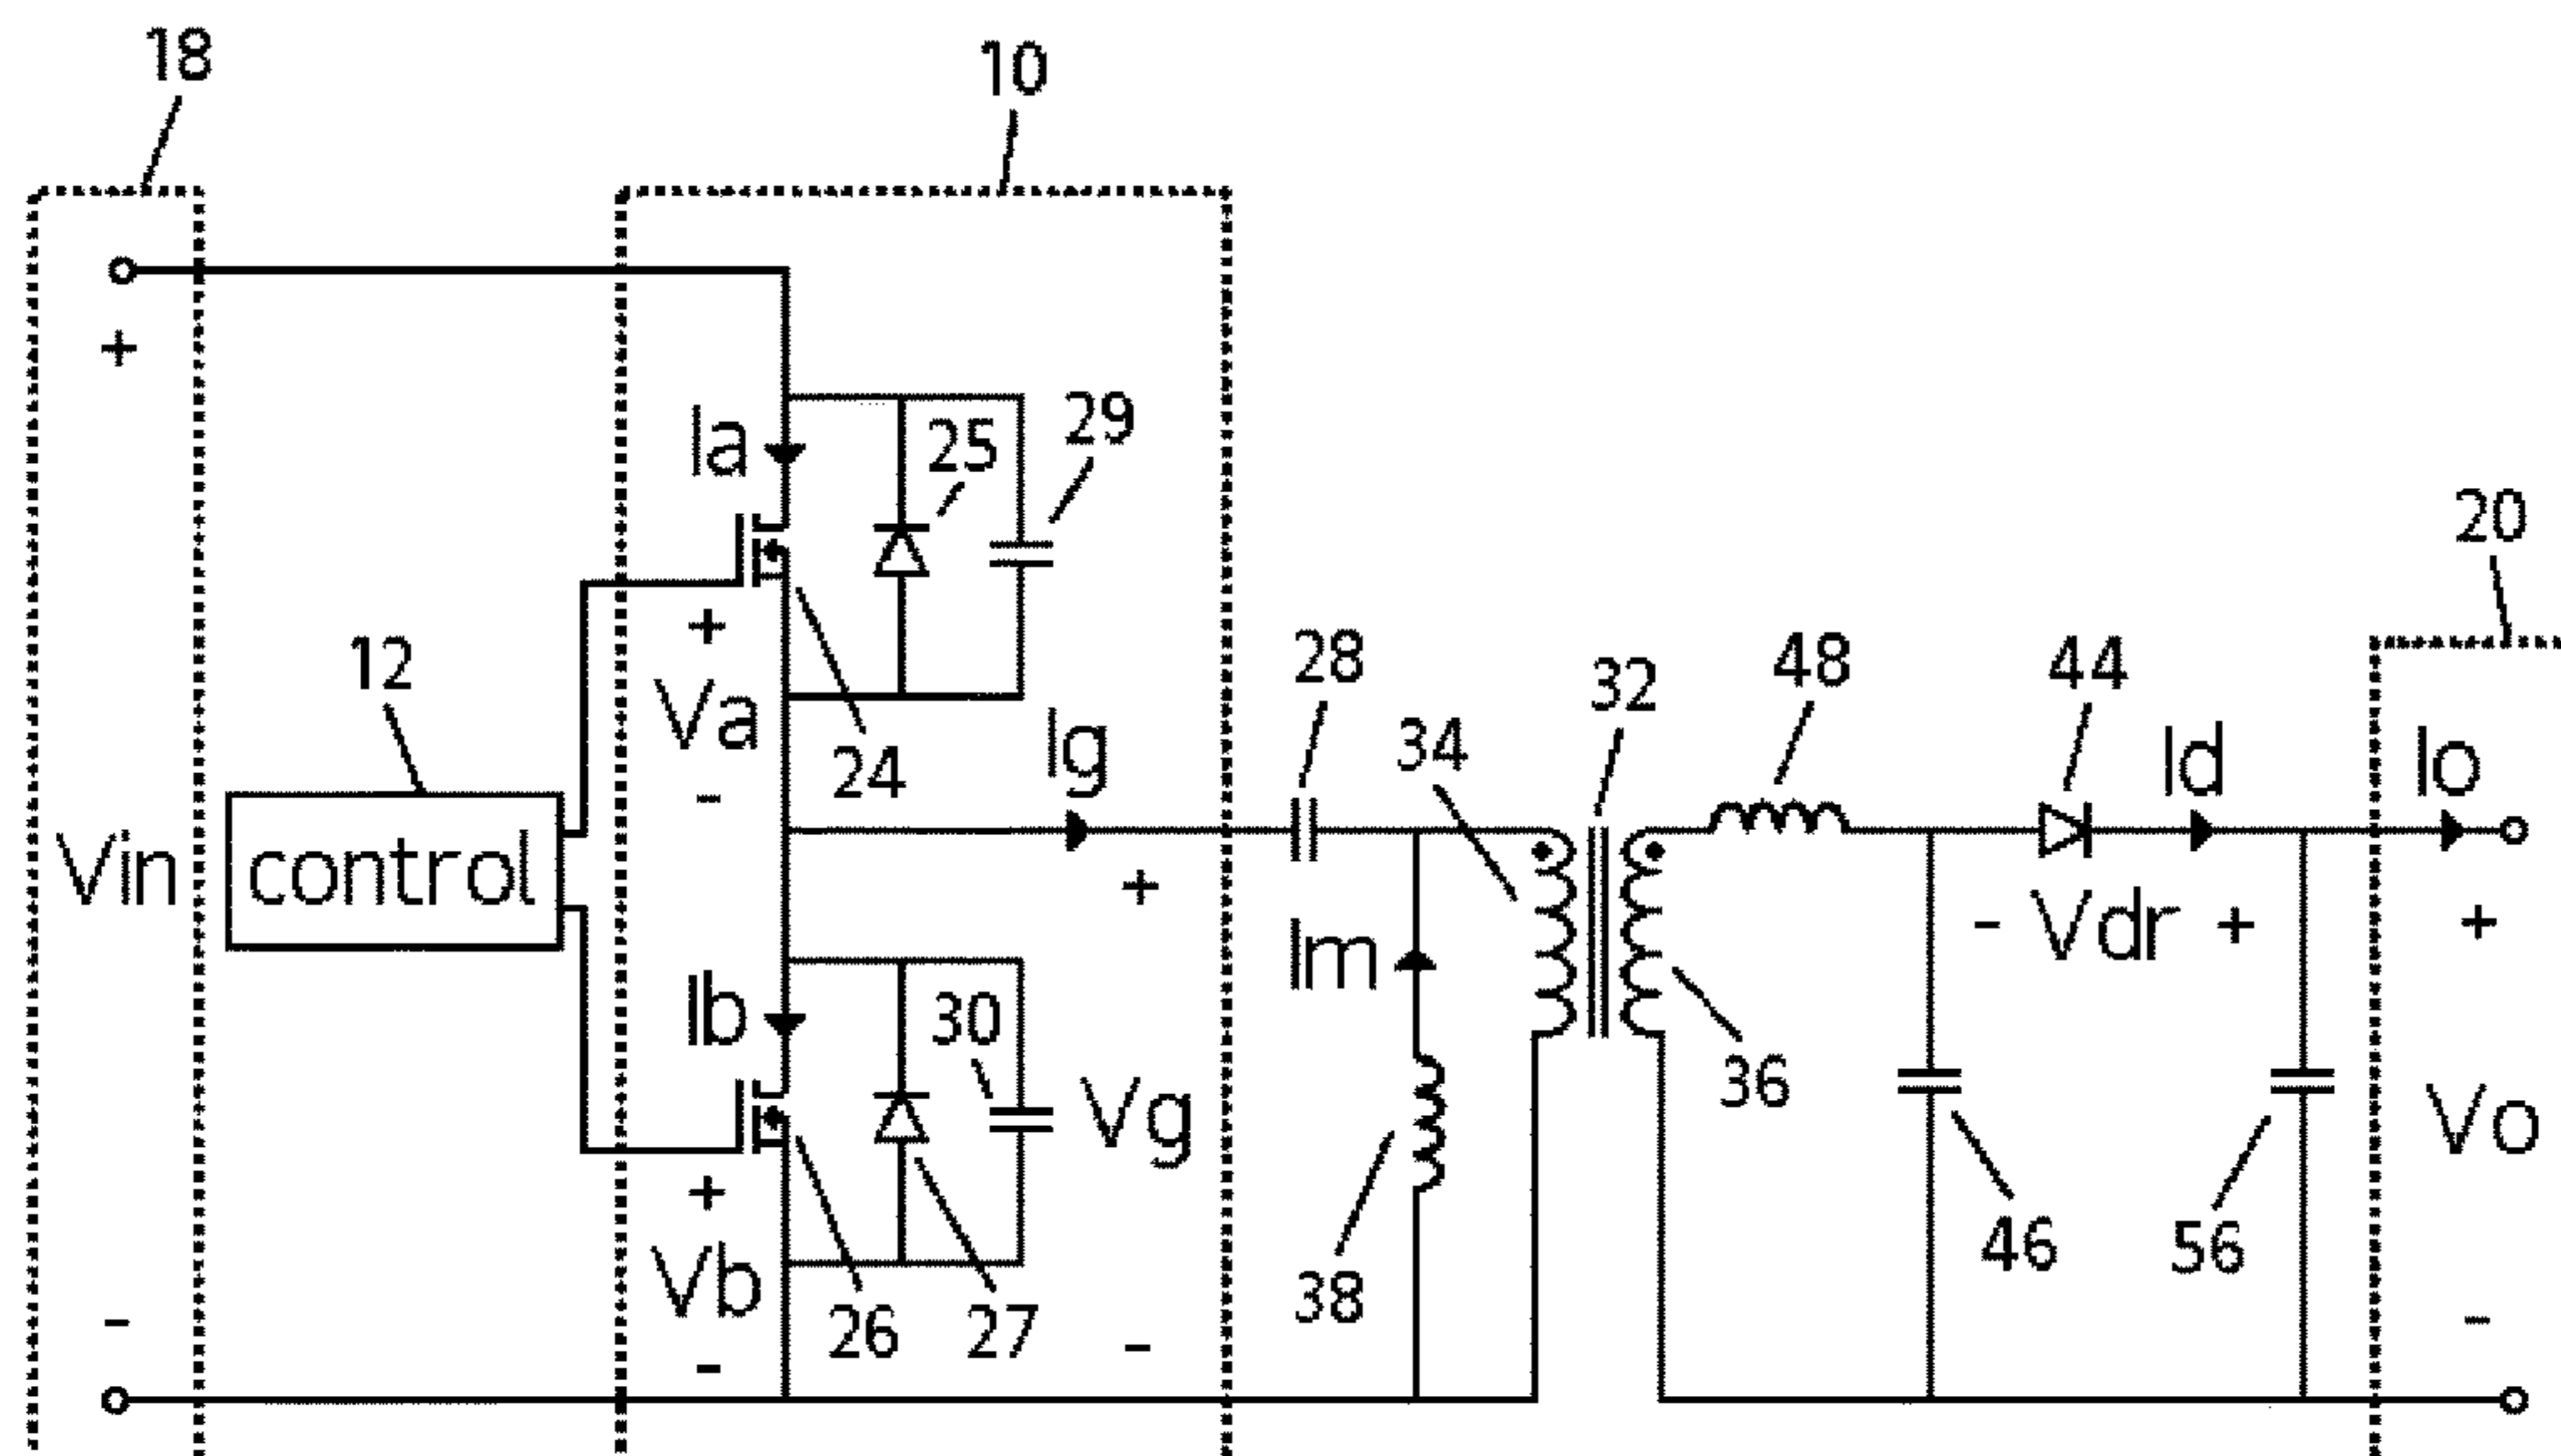 18
10
+
Ia
25
29
20
+
12
28
32
48
44
Va
24
Ig
34
Id
Io
-
Vin
control
+
Im
- Vdr +
+
Ib
30
Vg
36
Vo
+
46
56
Vb
26
27
38
-
-
-
-